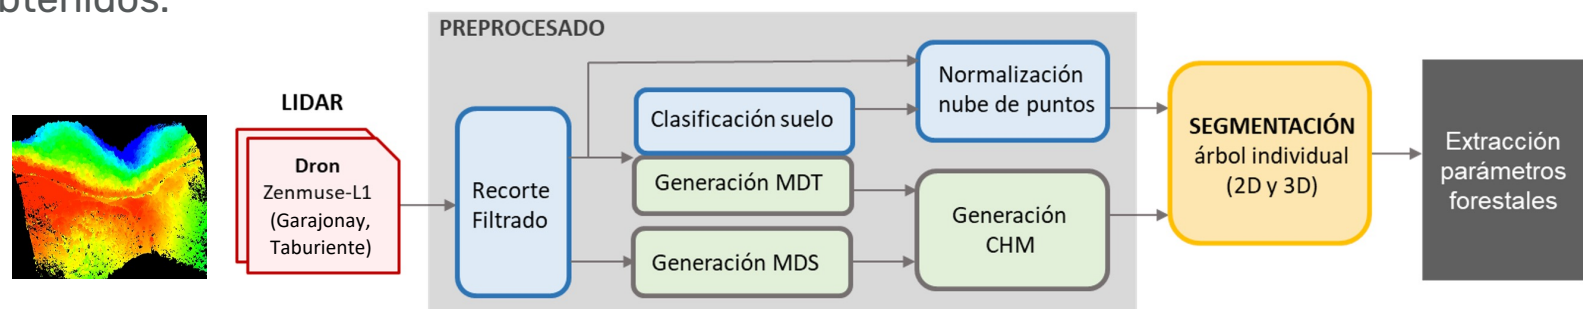 btenidos.
PREPROCESADO
LIDAR
Dron
Zenmuse-L1
(Garajonay,
Taburiente)
Recorte
Filtrado
Clasificación suelo
Generación MDT
Generación MDS
Normalización
nube de puntos
Generación
CHM
SEGMENTACIÓN
árbol individual
(2D y 3D)
Extracción
parámetros
forestales